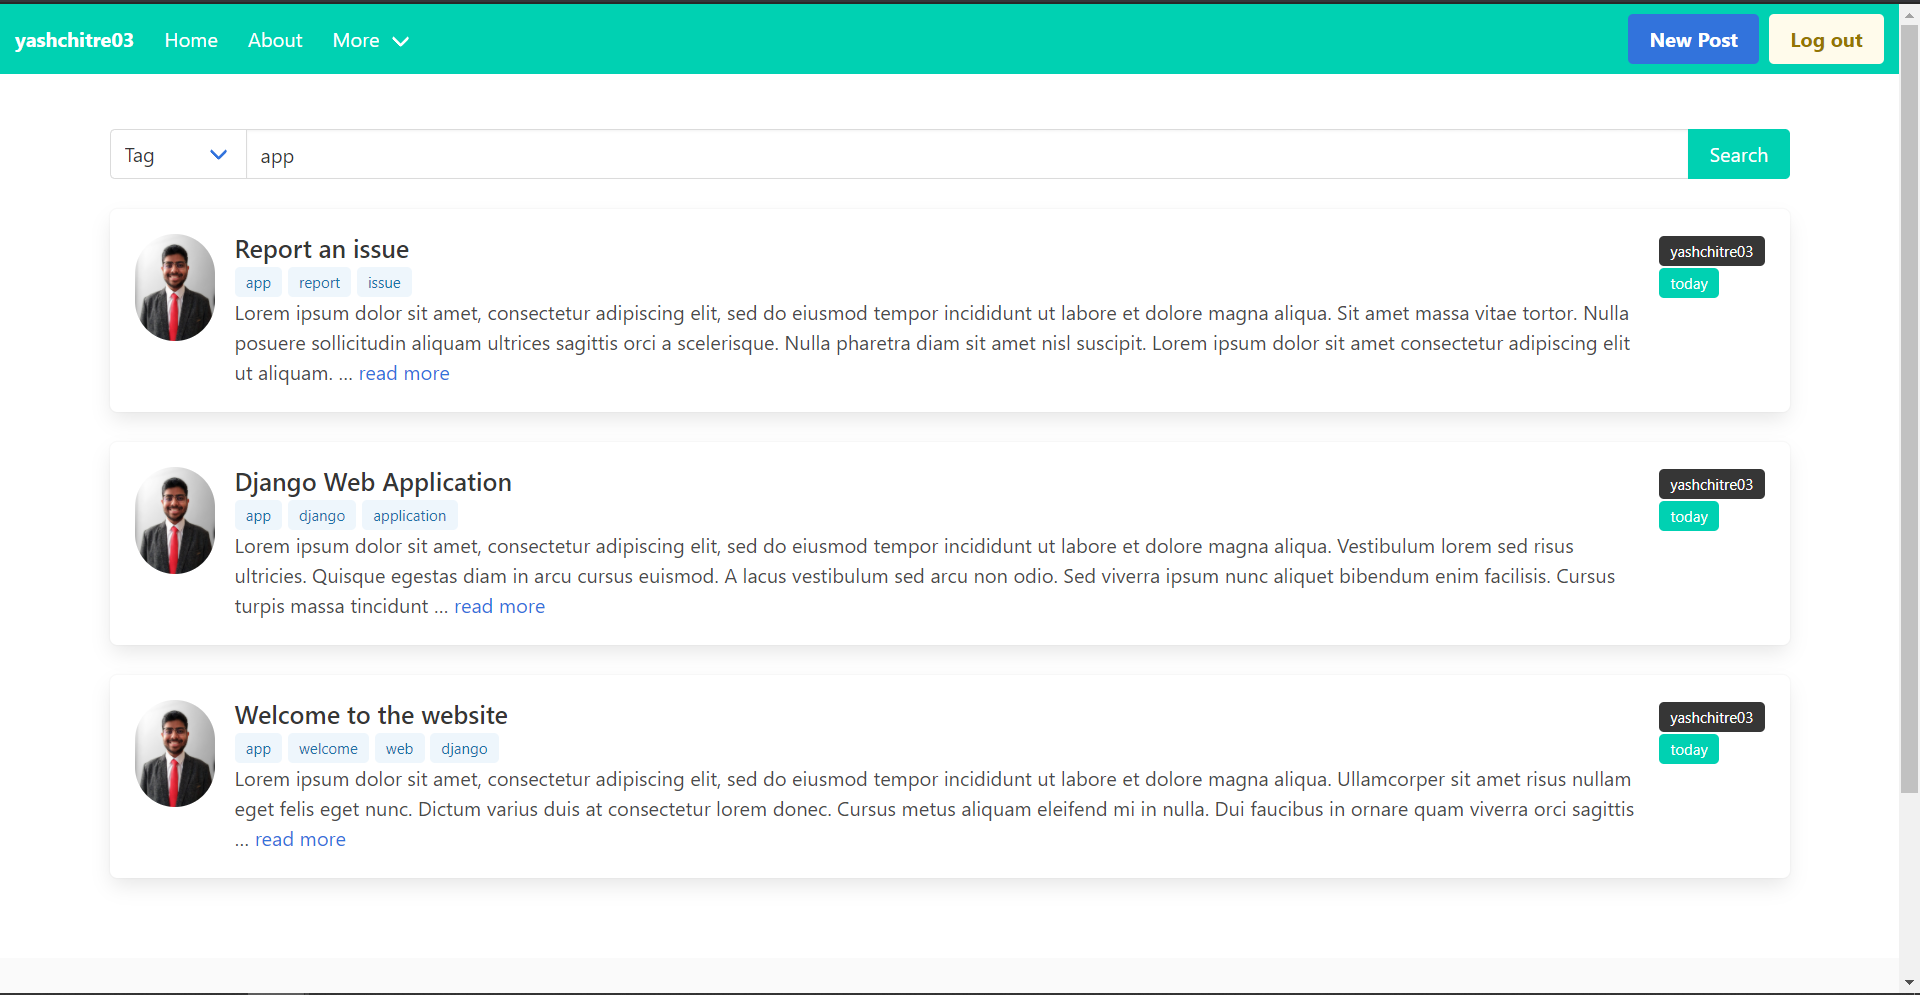 yashchitre03 Home About More New Post Log out
Tag app Search
Report an issue yashchitre03
app report issue today
Lorem ipsum dolor sit amet, consectetur adipiscing elit, sed do eiusmod tempor incididunt ut labore et dolore magna aliqua. Sit amet massa vitae tortor. Nulla
posuere sollicitudin aliquam ultrices sagittis orci a scelerisque. Nulla pharetra diam sit amet nisl suscipit. Lorem ipsum dolor sit amet consectetur adipiscing elit
ut aliquam. ... read more
Django Web Application yashchitre03
app django application today
Lorem ipsum dolor sit amet, consectetur adipiscing elit, sed do eiusmod tempor incididunt ut labore et dolore magna aliqua. Vestibulum lorem sed risus
ultricies. Quisque egestas diam in arcu cursus euismod. A lacus vestibulum sed arcu non odio. Sed viverra ipsum nunc aliquet bibendum enim facilisis. Cursus
turpis massa tincidunt ... read more
Welcome to the website yashchitre03
app welcome web django today
Lorem ipsum dolor sit amet, consectetur adipiscing elit, sed do eiusmod tempor incididunt ut labore et dolore magna aliqua. Ullamcorper sit amet risus nullam
eget felis eget nunc. Dictum varius duis at consectetur lorem donec. Cursus metus aliquam eleifend mi in nulla. Dui faucibus in ornare quam viverra orci sagittis
... read more